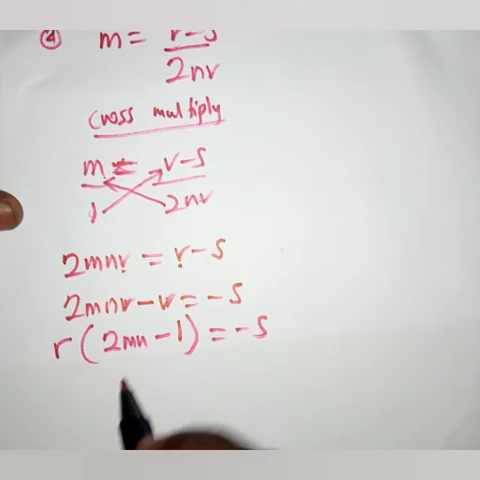 ④ m = r-s
2nr
Cross multiply
m = r-s
1 2nr
2mnr = r-s
2mnr-r = -s
r(2mn-1) = -s